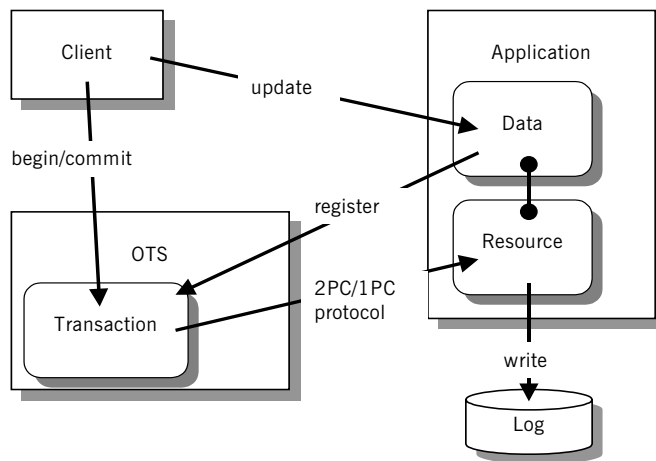 Client
Application
update
Data
begin/commit
register
Resource
OTS
2PC/1PC
protocol
Transaction
write
Log